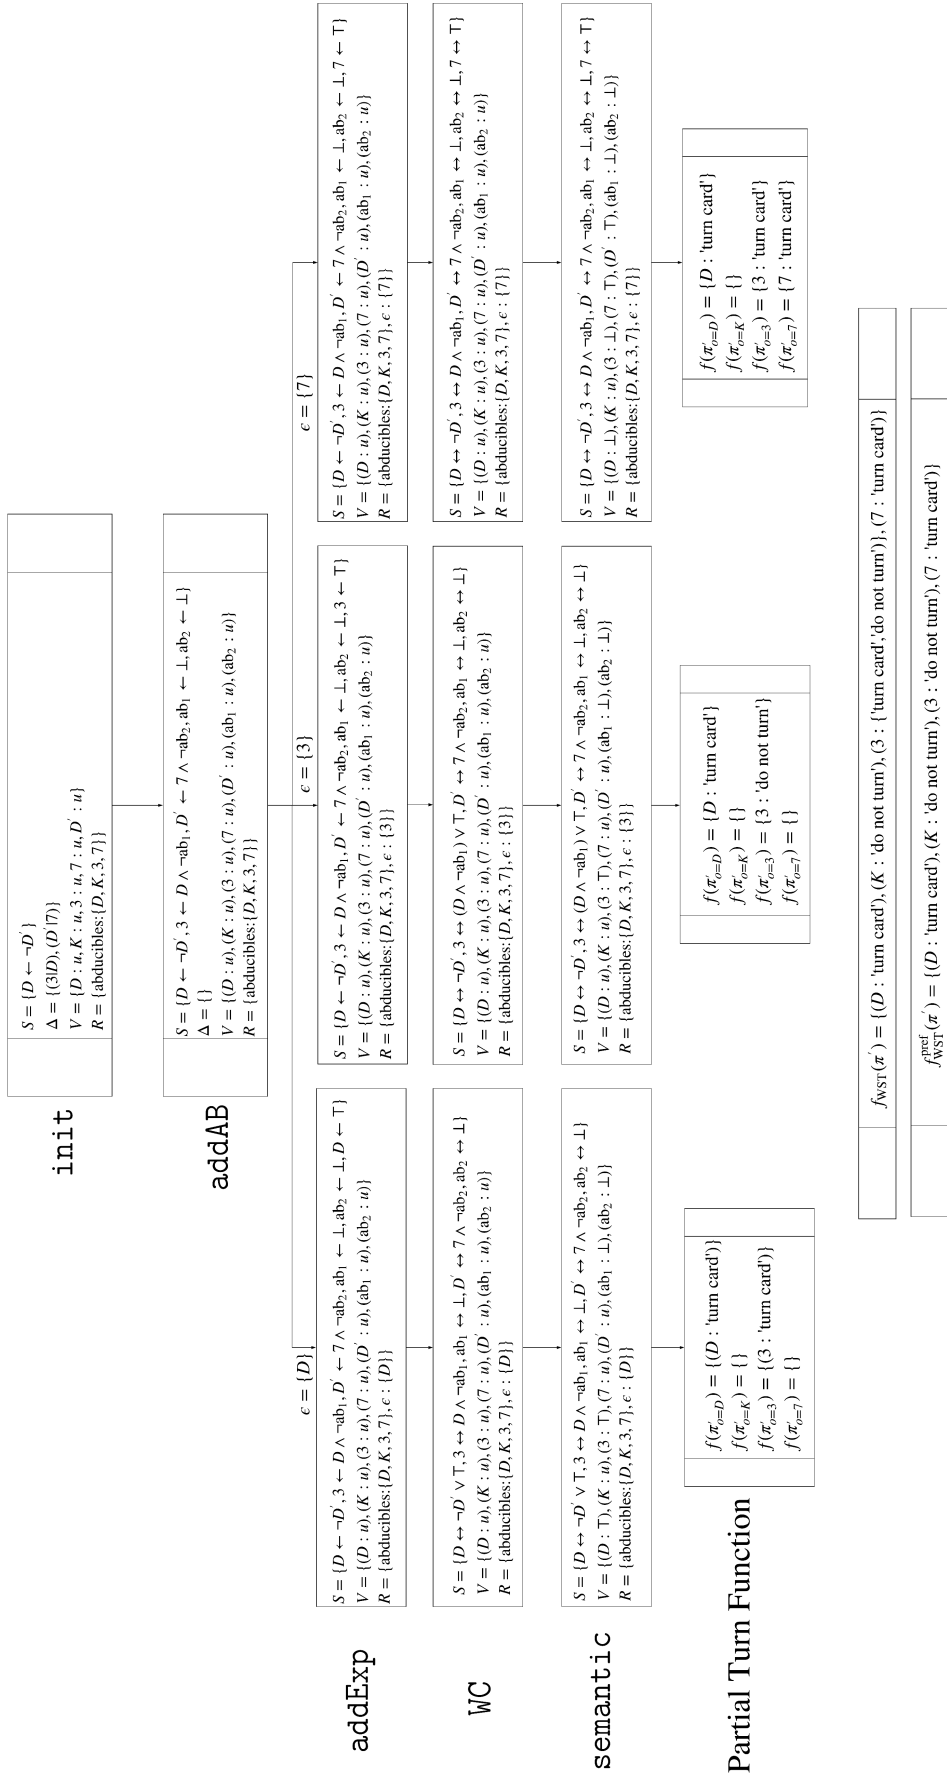 init
S = {D ← ¬D′}
Δ = {(3|D), (D′|7)}
V = {D : u, K : u, 3 : u, 7 : u, D′ : u}
R = {abducibles:{D, K, 3, 7}}
addAB
S = {D ← ¬D′, 3 ← D ∧ ¬ab₁, D′ ← 7 ∧ ¬ab₂, ab₁ ← ⊥, ab₂ ← ⊥}
Δ = {}
V = {(D : u), (K : u), (3 : u), (7 : u), (D′ : u), (ab₁ : u), (ab₂ : u)}
R = {abducibles:{D, K, 3, 7}}
ϵ = {D}
ϵ = {3}
ϵ = {7}
addExp
S = {D ← ¬D′, 3 ← D ∧ ¬ab₁, D′ ← 7 ∧ ¬ab₂, ab₁ ← ⊥, ab₂ ← ⊥, D ← ⊤}
V = {(D : u), (K : u), (3 : u), (7 : u), (D′ : u), (ab₁ : u), (ab₂ : u)}
R = {abducibles:{D, K, 3, 7}, ϵ : {D}}
S = {D ← ¬D′, 3 ← D ∧ ¬ab₁, D′ ← 7 ∧ ¬ab₂, ab₁ ← ⊥, ab₂ ← ⊥, 3 ← ⊤}
V = {(D : u), (K : u), (3 : u), (7 : u), (D′ : u), (ab₁ : u), (ab₂ : u)}
R = {abducibles:{D, K, 3, 7}, ϵ : {3}}
S = {D ← ¬D′, 3 ← D ∧ ¬ab₁, D′ ← 7 ∧ ¬ab₂, ab₁ ← ⊥, ab₂ ← ⊥, 7 ← ⊤}
V = {(D : u), (K : u), (3 : u), (7 : u), (D′ : u), (ab₁ : u), (ab₂ : u)}
R = {abducibles:{D, K, 3, 7}, ϵ : {7}}
WC
S = {D ↔ ¬D′ ∨ ⊤, 3 ↔ D ∧ ¬ab₁, ab₁ ↔ ⊥, D′ ↔ 7 ∧ ¬ab₂, ab₂ ↔ ⊥}
V = {(D : u), (K : u), (3 : u), (7 : u), (D′ : u), (ab₁ : u), (ab₂ : u)}
R = {abducibles:{D, K, 3, 7}, ϵ : {D}}
S = {D ↔ ¬D′, 3 ↔ (D ∧ ¬ab₁) ∨ ⊤, D′ ↔ 7 ∧ ¬ab₂, ab₁ ↔ ⊥, ab₂ ↔ ⊥}
V = {(D : u), (K : u), (3 : u), (7 : u), (D′ : u), (ab₁ : u), (ab₂ : u)}
R = {abducibles:{D, K, 3, 7}, ϵ : {3}}
S = {D ↔ ¬D′, 3 ↔ D ∧ ¬ab₁, D′ ↔ 7 ∧ ¬ab₂, ab₁ ↔ ⊥, ab₂ ↔ ⊥, 7 ↔ ⊤}
V = {(D : u), (K : u), (3 : u), (7 : u), (D′ : u), (ab₁ : u), (ab₂ : u)}
R = {abducibles:{D, K, 3, 7}, ϵ : {7}}
semantic
S = {D ↔ ¬D′ ∨ ⊤, 3 ↔ D ∧ ¬ab₁, ab₁ ↔ ⊥, D′ ↔ 7 ∧ ¬ab₂, ab₂ ↔ ⊥}
V = {(D : ⊤), (K : u), (3 : ⊤), (7 : u), (D′ : u), (ab₁ : ⊥), (ab₂ : ⊥)}
R = {abducibles:{D, K, 3, 7}, ϵ : {D}}
S = {D ↔ ¬D′, 3 ↔ (D ∧ ¬ab₁) ∨ ⊤, D′ ↔ 7 ∧ ¬ab₂, ab₁ ↔ ⊥, ab₂ ↔ ⊥}
V = {(D : u), (K : u), (3 : ⊤), (7 : u), (D′ : u), (ab₁ : ⊥), (ab₂ : ⊥)}
R = {abducibles:{D, K, 3, 7}, ϵ : {3}}
S = {D ↔ ¬D′, 3 ↔ D ∧ ¬ab₁, D′ ↔ 7 ∧ ¬ab₂, ab₁ ↔ ⊥, ab₂ ↔ ⊥, 7 ↔ ⊤}
V = {(D : ⊥), (K : u), (3 : ⊥), (7 : ⊤), (D′ : ⊤), (ab₁ : ⊥), (ab₂ : ⊥)}
R = {abducibles:{D, K, 3, 7}, ϵ : {7}}
Partial Turn Function
f(π′o=D) = {(D : 'turn card')}
f(π′o=K) = {}
f(π′o=3) = {(3 : 'turn card')}
f(π′o=7) = {}
f(π′o=D) = {D : 'turn card'}
f(π′o=K) = {}
f(π′o=3) = {3 : 'do not turn'}
f(π′o=7) = {}
f(π′o=D) = {D : 'turn card'}
f(π′o=K) = {}
f(π′o=3) = {3 : 'turn card'}
f(π′o=7) = {7 : 'turn card'}
fWST(π′) = {(D : 'turn card'), (K : 'do not turn'), (3 : {'turn card','do not turn'}), (7 : 'turn card')}
f^pref_WST(π′) = {(D : 'turn card'), (K : 'do not turn'), (3 : 'do not turn'), (7 : 'turn card')}